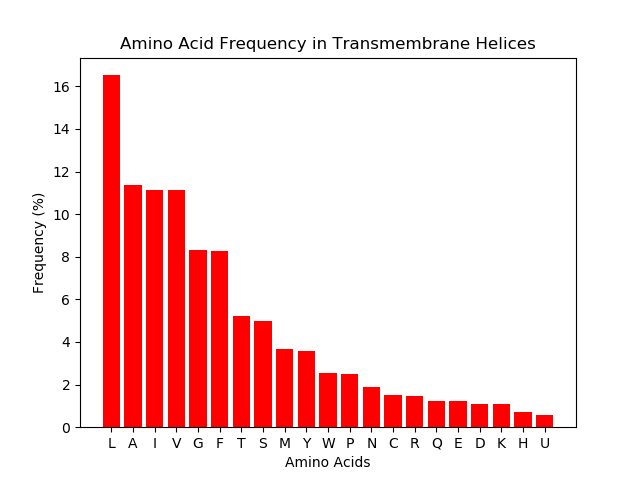 Amino Acid Frequency in Transmembrane Helices
Frequency (%)
16
14
12
10
8
6
4
2
0
L A I V G F T S M Y W P N C R Q E D K H U
Amino Acids